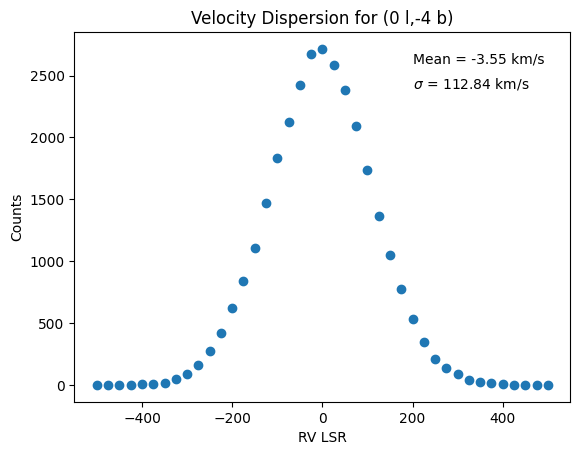 Velocity Dispersion for (0 l,-4 b)
Mean = -3.55 km/s
σ = 112.84 km/s
Counts
2500
2000
1500
1000
500
0
−400 −200 0 200 400
RV LSR